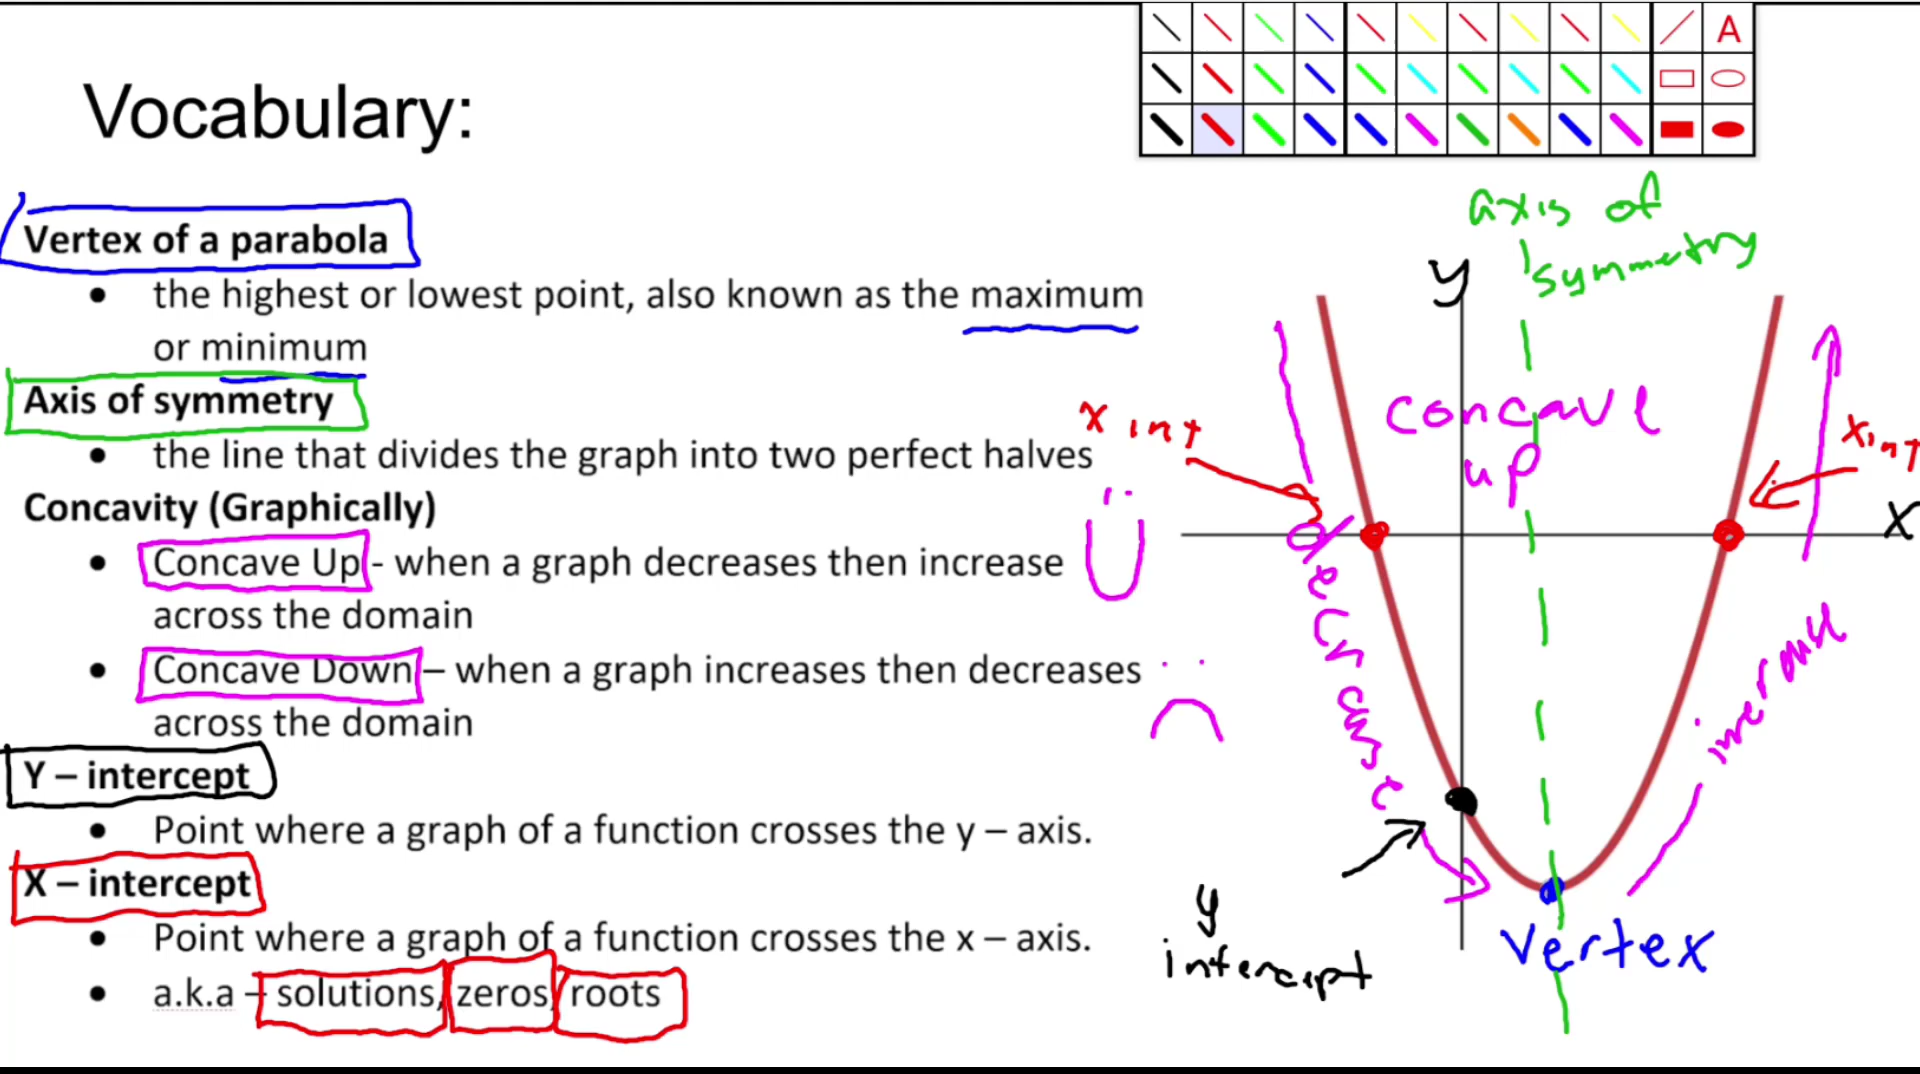 A
Vocabulary:
Vertex of a parabola
• the highest or lowest point, also known as the maximum
or minimum
Axis of symmetry
• the line that divides the graph into two perfect halves
Concavity (Graphically)
• Concave Up - when a graph decreases then increase
across the domain
• Concave Down – when a graph increases then decreases
across the domain
Y – intercept
• Point where a graph of a function crosses the y – axis.
X – intercept
• Point where a graph of a function crosses the x – axis.
• a.k.a – solutions, zeros, roots
axis of
symmetry
y
concave
up
x int
x int
x
decrease
y
intercept
vertex